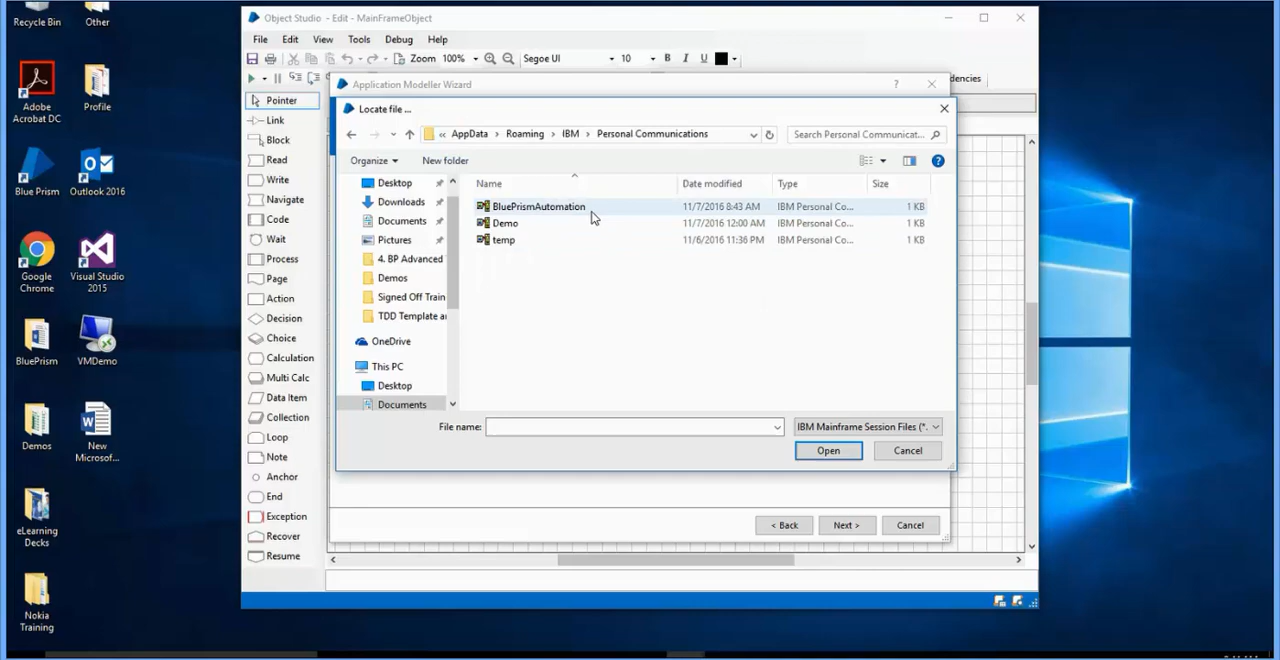 Recycle Bin
Other
Adobe
Acrobat DC
Profile
Blue Prism
Outlook 2016
Google
Chrome
Visual Studio
2015
BluePrism
VMDemo
Demos
New
Microsof...
eLearning
Decks
Nokia
Training
Object Studio - Edit - MainFrameObject
File Edit View Tools Debug Help
Zoom 100% Segoe UI 10 B I U
dencies
Pointer
Link
Block
Read
Write
Navigate
Code
Wait
Process
Page
Action
Decision
Choice
Calculation
Multi Calc
Data Item
Collection
Loop
Note
Anchor
End
Exception
Recover
Resume
Application Modeller Wizard
?
Locate file ...
« AppData › Roaming › IBM › Personal Communications
Search Personal Communicat...
Organize New folder
?
Desktop
Downloads
Documents
Pictures
4. BP Advanced
Demos
Signed Off Train
TDD Template a
OneDrive
This PC
Desktop
Documents
Name Date modified Type Size
BluePrismAutomation 11/7/2016 8:43 AM IBM Personal Co... 1 KB
Demo 11/7/2016 12:00 AM IBM Personal Co... 1 KB
temp 11/6/2016 11:36 PM IBM Personal Co... 1 KB
File name:
IBM Mainframe Session Files (*.
Open Cancel
< Back Next > Cancel